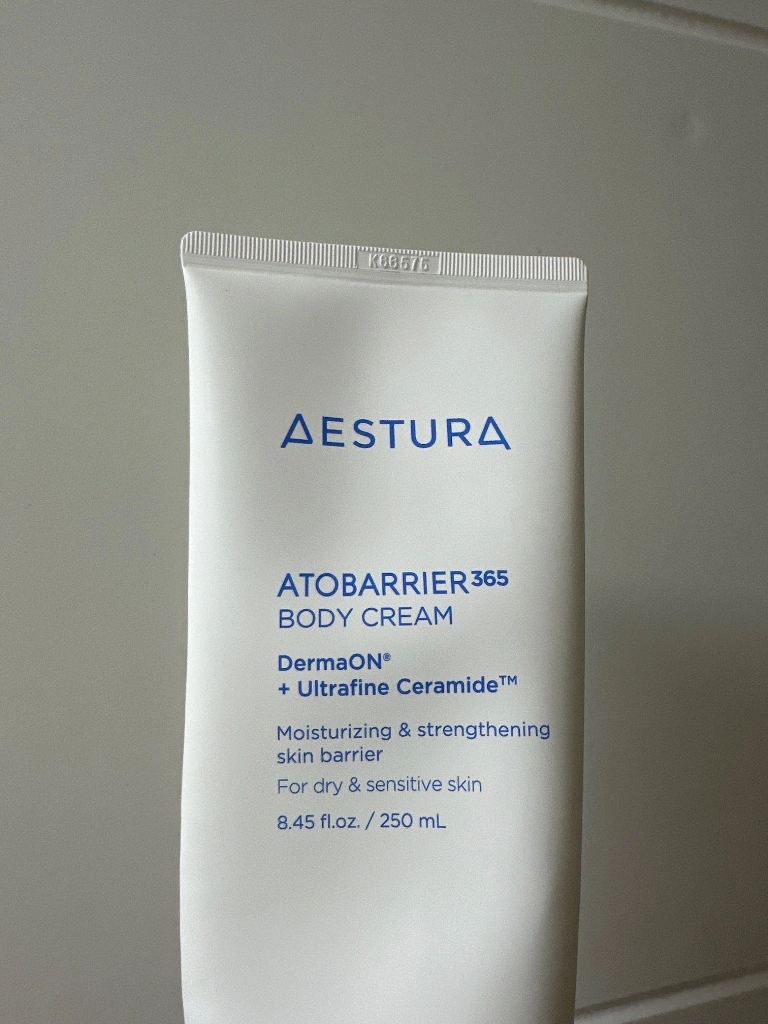 K68575
AESTURA
ATOBARRIER365
BODY CREAM
DermaON®
+ Ultrafine Ceramide™
Moisturizing & strengthening
skin barrier
For dry & sensitive skin
8.45 fl.oz. / 250 mL